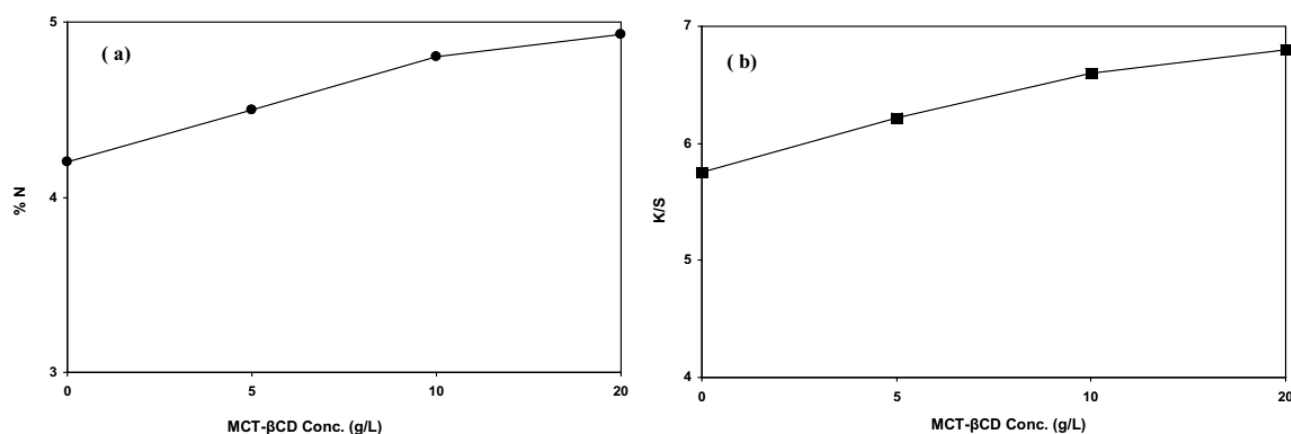 ( a)
5
4
3
% N
0 5 10 20
MCT-βCD Conc. (g/L)
( b)
7
6
5
4
K/S
0 5 10 20
MCT-βCD Conc. (g/L)